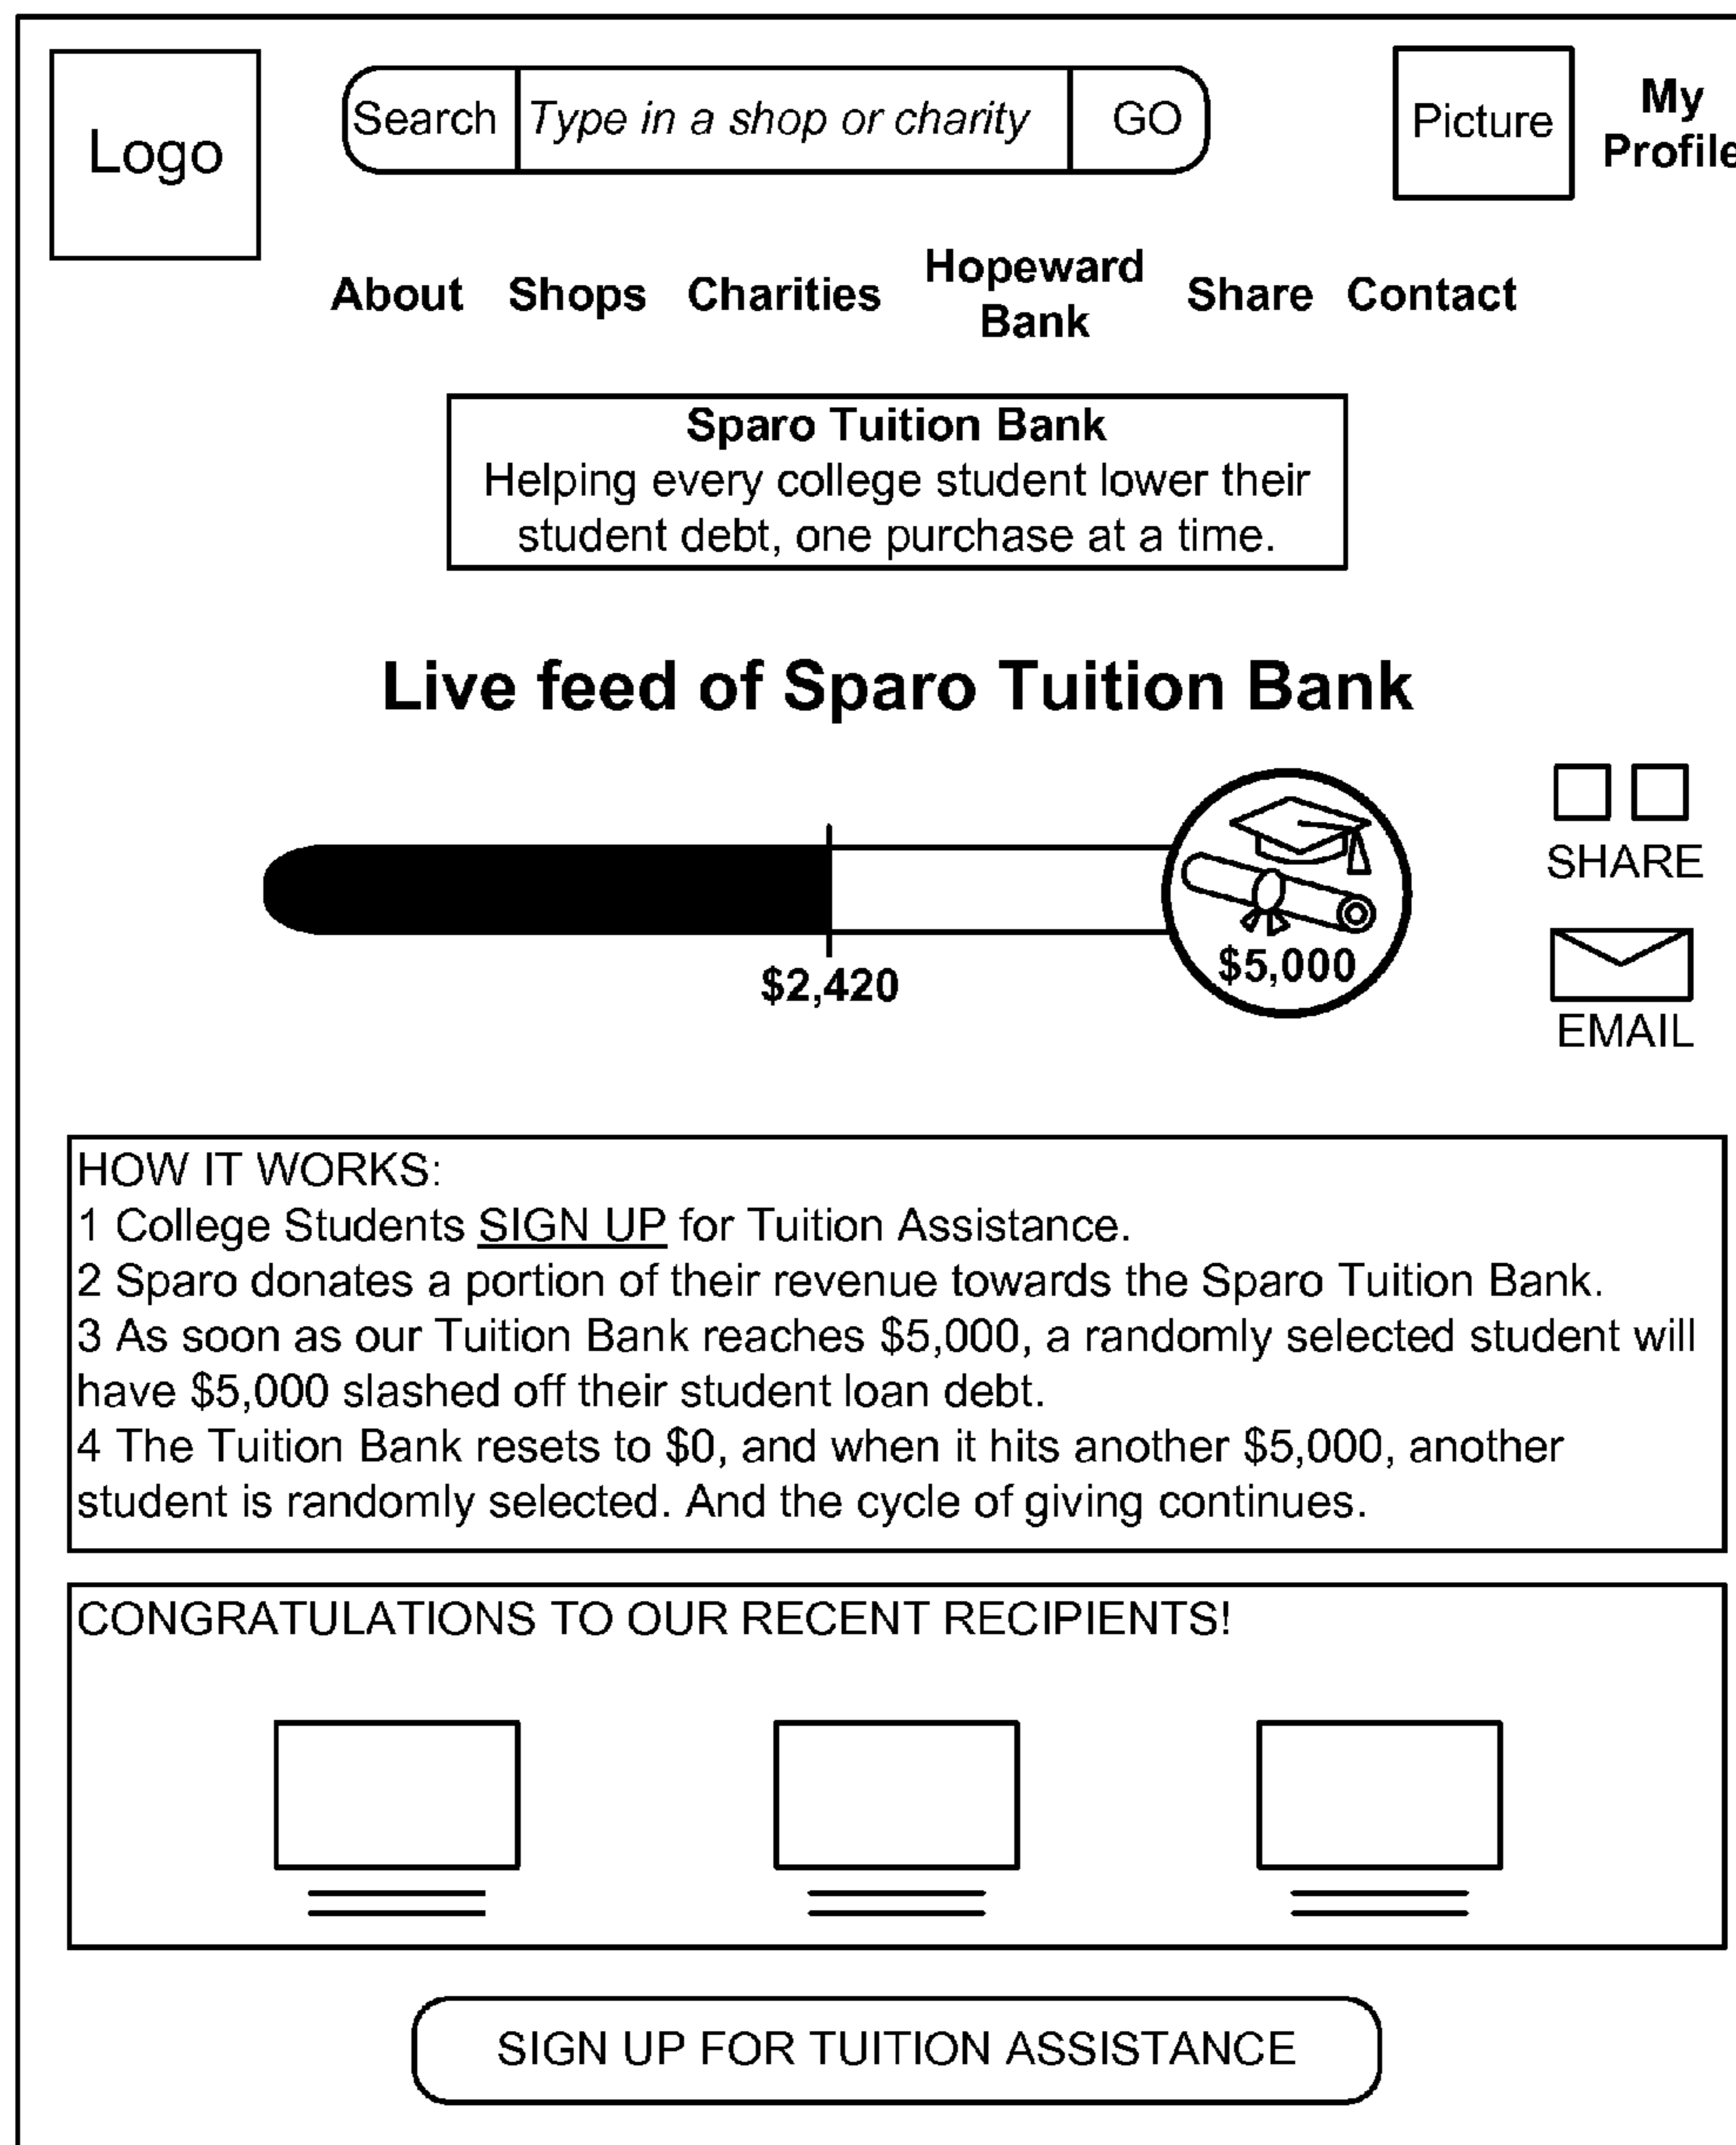 Logo
Search Type in a shop or charity GO
Picture
My
Profile
About Shops Charities Hopeward Bank Share Contact
Sparo Tuition Bank
Helping every college student lower their
student debt, one purchase at a time.
Live feed of Sparo Tuition Bank
$2,420
$5,000
SHARE
EMAIL
HOW IT WORKS:
1 College Students SIGN UP for Tuition Assistance.
2 Sparo donates a portion of their revenue towards the Sparo Tuition Bank.
3 As soon as our Tuition Bank reaches $5,000, a randomly selected student will
have $5,000 slashed off their student loan debt.
4 The Tuition Bank resets to $0, and when it hits another $5,000, another
student is randomly selected. And the cycle of giving continues.
CONGRATULATIONS TO OUR RECENT RECIPIENTS!
SIGN UP FOR TUITION ASSISTANCE